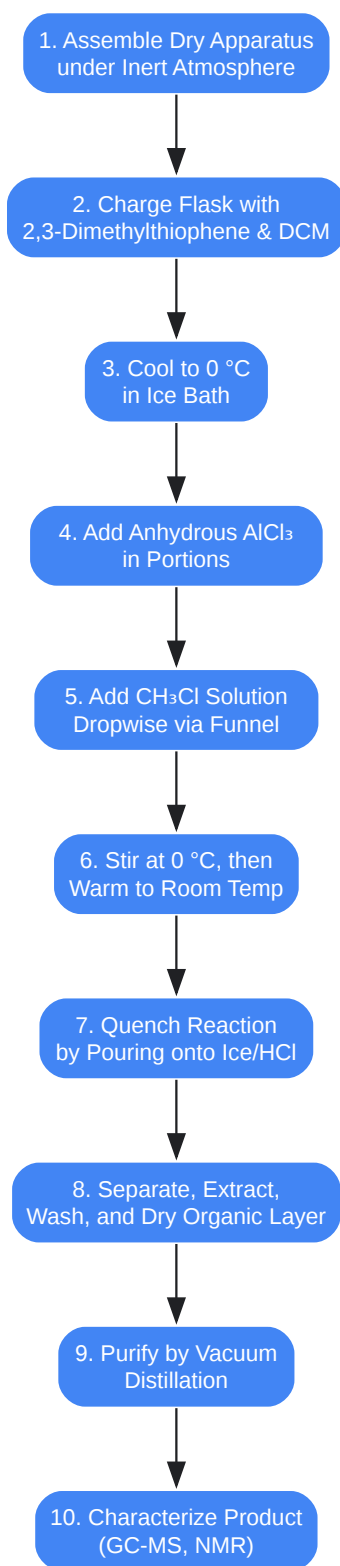 1. Assemble Dry Apparatus
under Inert Atmosphere
2. Charge Flask with
2,3-Dimethylthiophene & DCM
3. Cool to 0 °C
in Ice Bath
4. Add Anhydrous AlCl₃
in Portions
5. Add CH₃Cl Solution
Dropwise via Funnel
6. Stir at 0 °C, then
Warm to Room Temp
7. Quench Reaction
by Pouring onto Ice/HCl
8. Separate, Extract,
Wash, and Dry Organic Layer
9. Purify by Vacuum
Distillation
10. Characterize Product
(GC-MS, NMR)